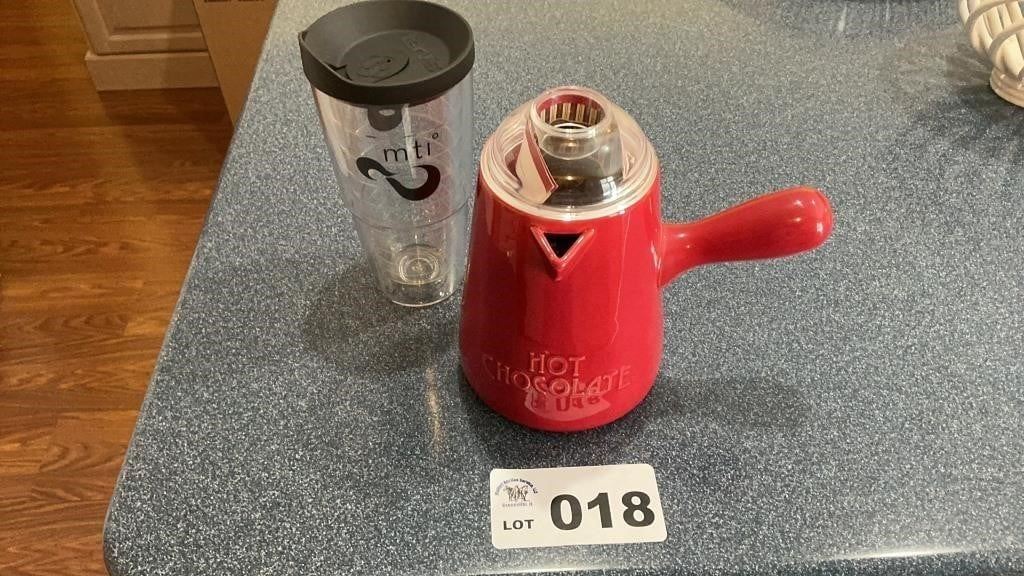 mti°
HOT
CHOCOLATE
LOT 018